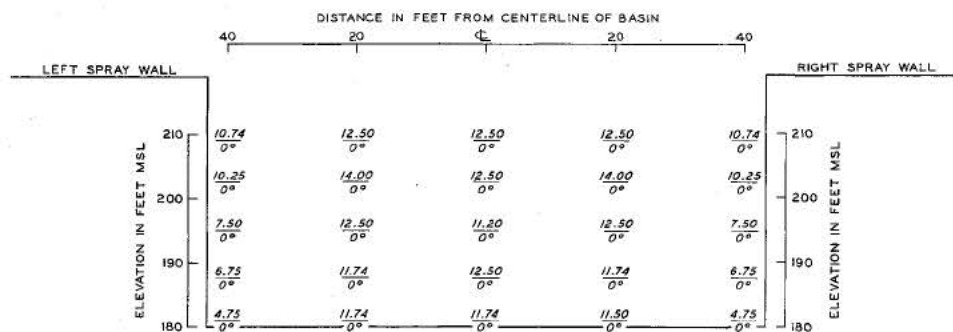 DISTANCE IN FEET FROM CENTERLINE OF BASIN
40 20 ℄ 20 40
LEFT SPRAY WALL RIGHT SPRAY WALL
210 10.74 12.50 12.50 12.50 10.74 210
0° 0° 0° 0° 0°
10.25 14.00 12.50 14.00 10.25
0° 0° 0° 0° 0°
200 200
7.50 12.50 11.20 12.50 7.50
0° 0° 0° 0° 0°
190 190
6.75 11.74 12.50 11.74 6.75
0° 0° 0° 0° 0°
4.75 11.74 11.74 11.50 4.75
180 0° 0° 0° 0° 0° 180
ELEVATION IN FEET MSL
ELEVATION IN FEET MSL